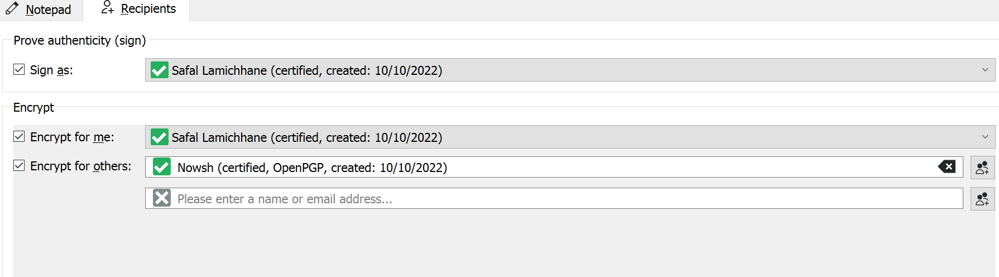 Notepad
Recipients
Prove authenticity (sign)
Sign as: Safal Lamichhane (certified, created: 10/10/2022)
Encrypt
Encrypt for me: Safal Lamichhane (certified, created: 10/10/2022)
Encrypt for others: Nowsh (certified, OpenPGP, created: 10/10/2022)
Please enter a name or email address...